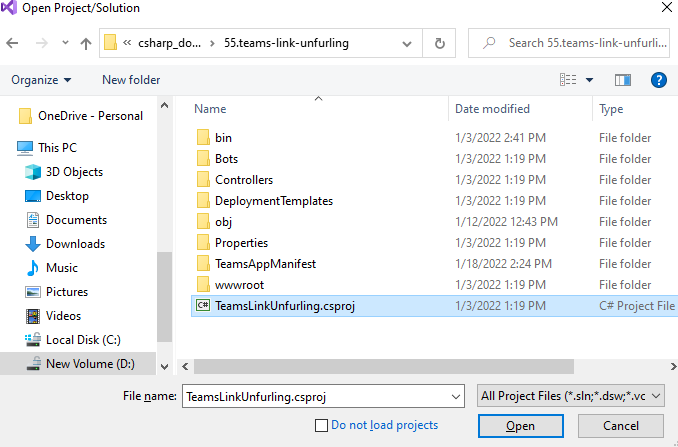 Open Project/Solution
« csharp_do... > 55.teams-link-unfurling
Search 55.teams-link-unfurli...
Organize New folder ?
Name Date modified Type
OneDrive - Personal
This PC
3D Objects
Desktop
Documents
Downloads
Music
Pictures
Videos
Local Disk (C:)
New Volume (D:)
bin 1/3/2022 2:41 PM File folder
Bots 1/3/2022 1:19 PM File folder
Controllers 1/3/2022 1:19 PM File folder
DeploymentTemplates 1/3/2022 1:19 PM File folder
obj 1/12/2022 12:43 PM File folder
Properties 1/3/2022 1:19 PM File folder
TeamsAppManifest 1/18/2022 2:24 PM File folder
wwwroot 1/3/2022 1:19 PM File folder
C# TeamsLinkUnfurling.csproj 1/3/2022 1:19 PM C# Project File
File name: TeamsLinkUnfurling.csproj All Project Files (*.sln;*.dsw;*.vc
Do not load projects
Open Cancel